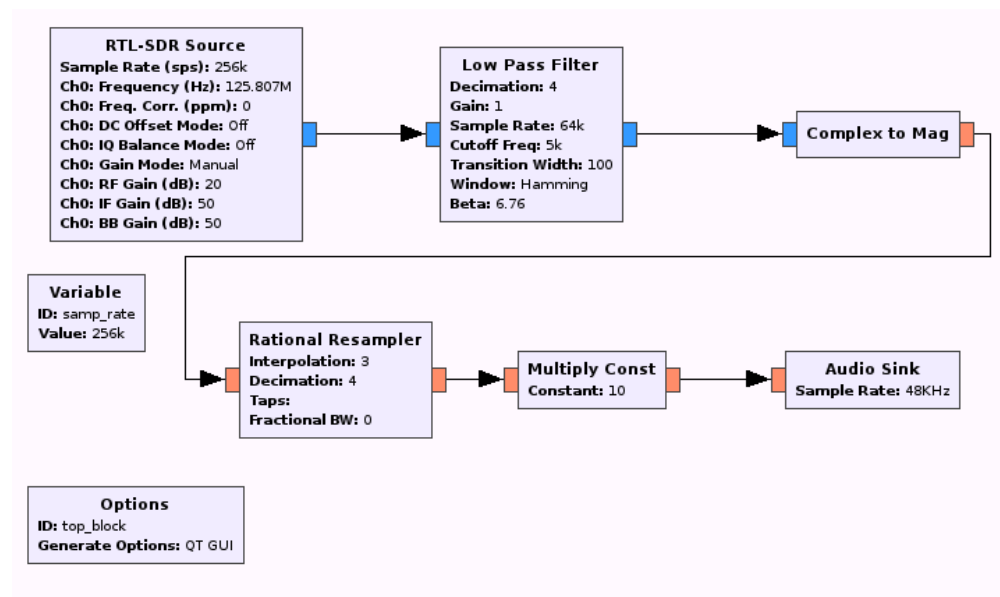 RTL-SDR Source
Sample Rate (sps): 256k
Ch0: Frequency (Hz): 125.807M
Ch0: Freq. Corr. (ppm): 0
Ch0: DC Offset Mode: Off
Ch0: IQ Balance Mode: Off
Ch0: Gain Mode: Manual
Ch0: RF Gain (dB): 20
Ch0: IF Gain (dB): 50
Ch0: BB Gain (dB): 50
Low Pass Filter
Decimation: 4
Gain: 1
Sample Rate: 64k
Cutoff Freq: 5k
Transition Width: 100
Window: Hamming
Beta: 6.76
Complex to Mag
Variable
ID: samp_rate
Value: 256k
Rational Resampler
Interpolation: 3
Decimation: 4
Taps:
Fractional BW: 0
Multiply Const
Constant: 10
Audio Sink
Sample Rate: 48KHz
Options
ID: top_block
Generate Options: QT GUI